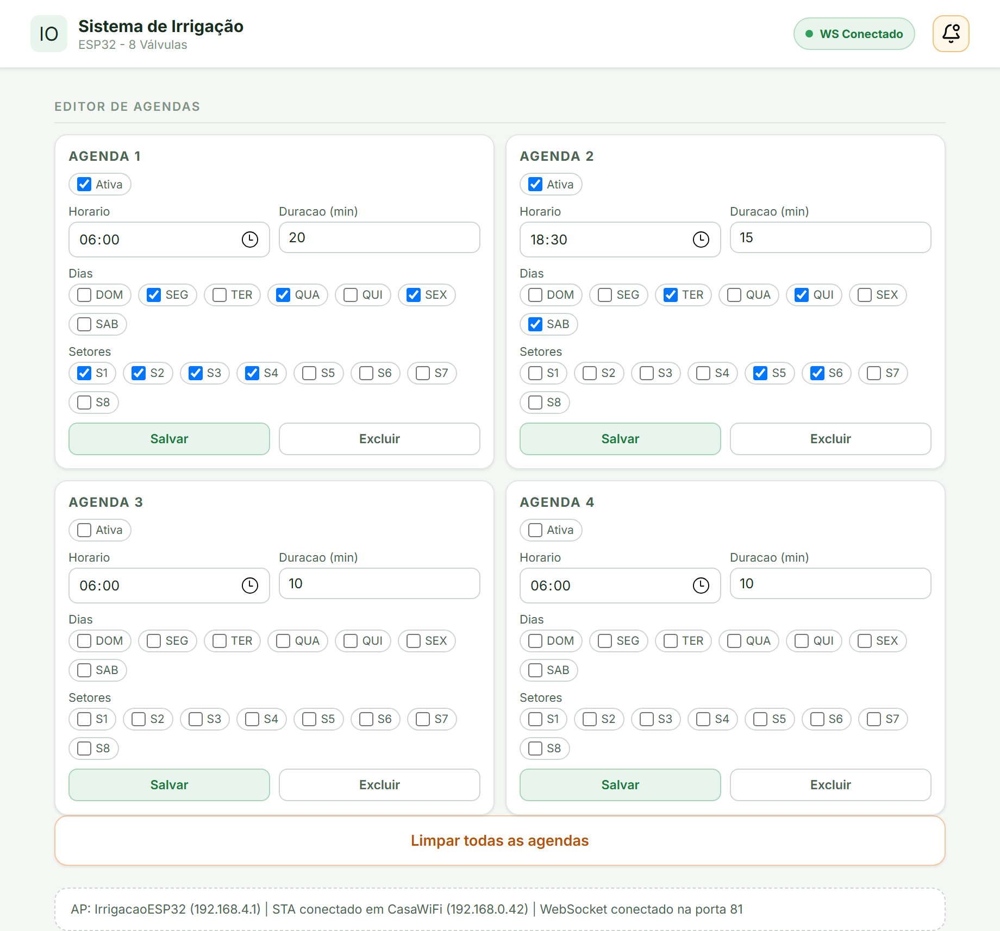 IO
Sistema de Irrigação
ESP32 - 8 Válvulas
WS Conectado
EDITOR DE AGENDAS
AGENDA 1
Ativa
Horario Duracao (min)
06:00 20
Dias
DOM SEG TER QUA QUI SEX
SAB
Setores
S1 S2 S3 S4 S5 S6 S7
S8
Salvar Excluir
AGENDA 2
Ativa
Horario Duracao (min)
18:30 15
Dias
DOM SEG TER QUA QUI SEX
SAB
Setores
S1 S2 S3 S4 S5 S6 S7
S8
Salvar Excluir
AGENDA 3
Ativa
Horario Duracao (min)
06:00 10
Dias
DOM SEG TER QUA QUI SEX
SAB
Setores
S1 S2 S3 S4 S5 S6 S7
S8
Salvar Excluir
AGENDA 4
Ativa
Horario Duracao (min)
06:00 10
Dias
DOM SEG TER QUA QUI SEX
SAB
Setores
S1 S2 S3 S4 S5 S6 S7
S8
Salvar Excluir
Limpar todas as agendas
AP: IrrigacaoESP32 (192.168.4.1) | STA conectado em CasaWiFi (192.168.0.42) | WebSocket conectado na porta 81